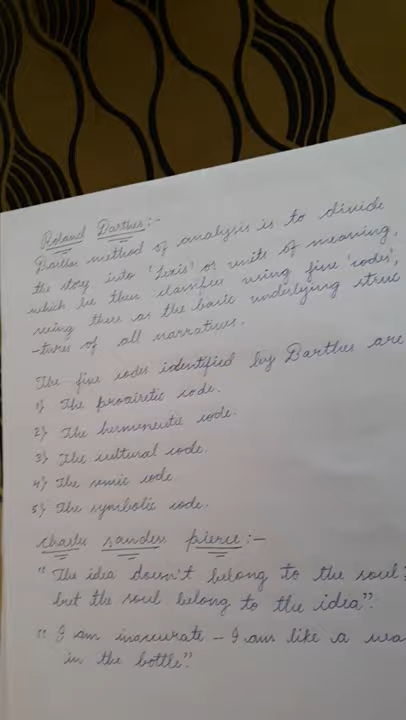 Roland Barthes:-
Barthes method of analysis is to divide
the story into 'Lexis' or units of meaning,
which he then classifies using five 'codes',
seeing there as the basic underlying struc
-tures of all narratives.
The five codes identified by Barthes are
1) The proairetic code.
2) The hermeneutic code.
3) The cultural code.
4) The semic code.
5) The symbolic code.
Charles sanders pierce:-
"The idea doesn't belong to the soul;
but the soul belong to the idea".
"I am inaccurate - I am like a
in the bottle".